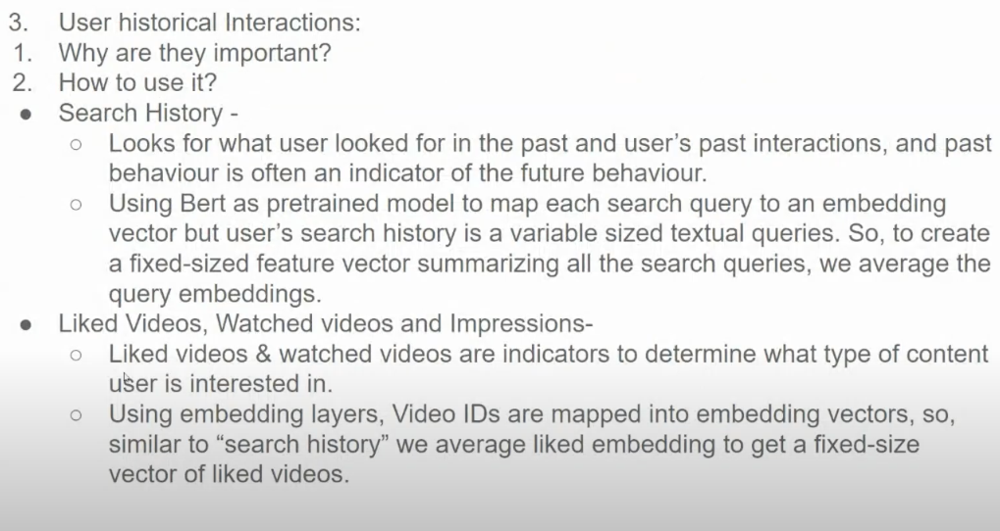 3. User historical Interactions:
1. Why are they important?
2. How to use it?
● Search History -
○ Looks for what user looked for in the past and user's past interactions, and past
behaviour is often an indicator of the future behaviour.
○ Using Bert as pretrained model to map each search query to an embedding
vector but user's search history is a variable sized textual queries. So, to create
a fixed-sized feature vector summarizing all the search queries, we average the
query embeddings.
● Liked Videos, Watched videos and Impressions-
○ Liked videos & watched videos are indicators to determine what type of content
user is interested in.
○ Using embedding layers, Video IDs are mapped into embedding vectors, so,
similar to “search history” we average liked embedding to get a fixed-size
vector of liked videos.